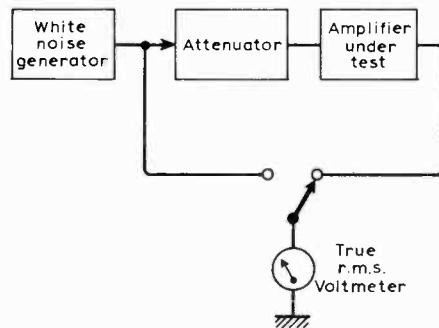 White
noise
generator
Attenuator
Amplifier
under
test
True
r.m.s.
Voltmeter